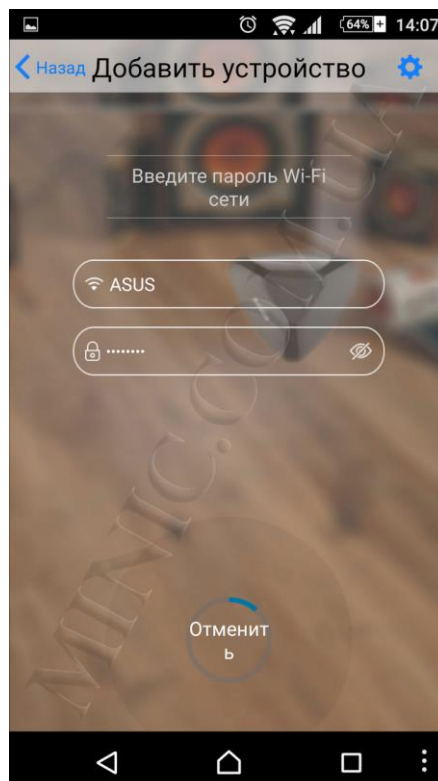 64% 14:07
Назад Добавить устройство
Введите пароль Wi-Fi
сети
ASUS
••••••••
Отменит
ь
MINIC.COM.UA